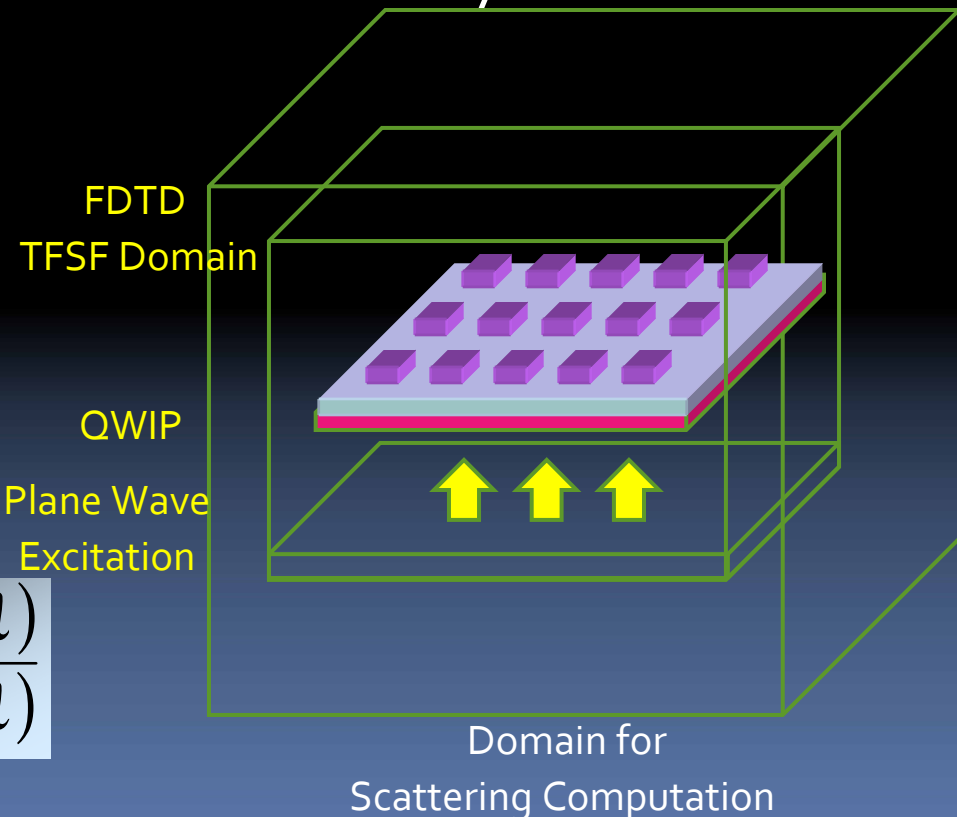 FDTD
TFSF Domain
QWIP
Plane Wave
Excitation
Domain for
Scattering Computation